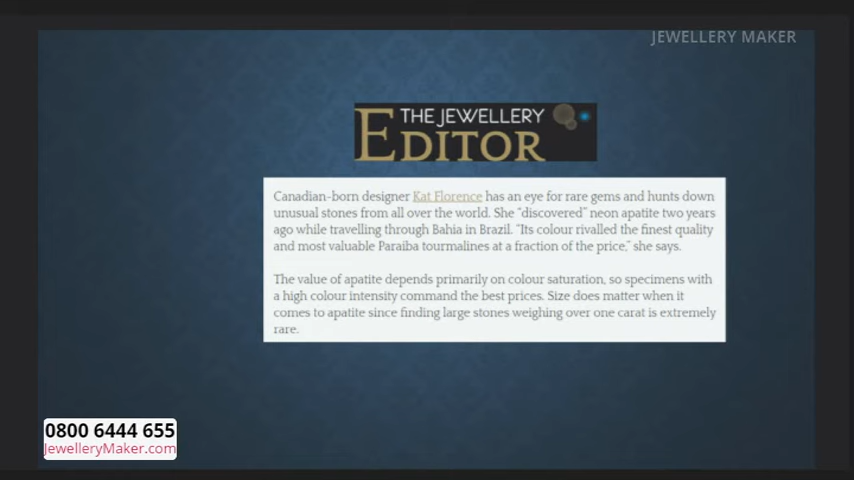 JEWELLERY MAKER
THE JEWELLERY
EDITOR
Canadian-born designer Kat Florence has an eye for rare gems and hunts down
unusual stones from all over the world. She "discovered" neon apatite two years
ago while travelling through Bahia in Brazil. "Its colour rivalled the finest quality
and most valuable Paraiba tourmalines at a fraction of the price," she says.
The value of apatite depends primarily on colour saturation, so specimens with
a high colour intensity command the best prices. Size does matter when it
comes to apatite since finding large stones weighing over one carat is extremely
rare.
0800 6444 655
JewelleryMaker.com